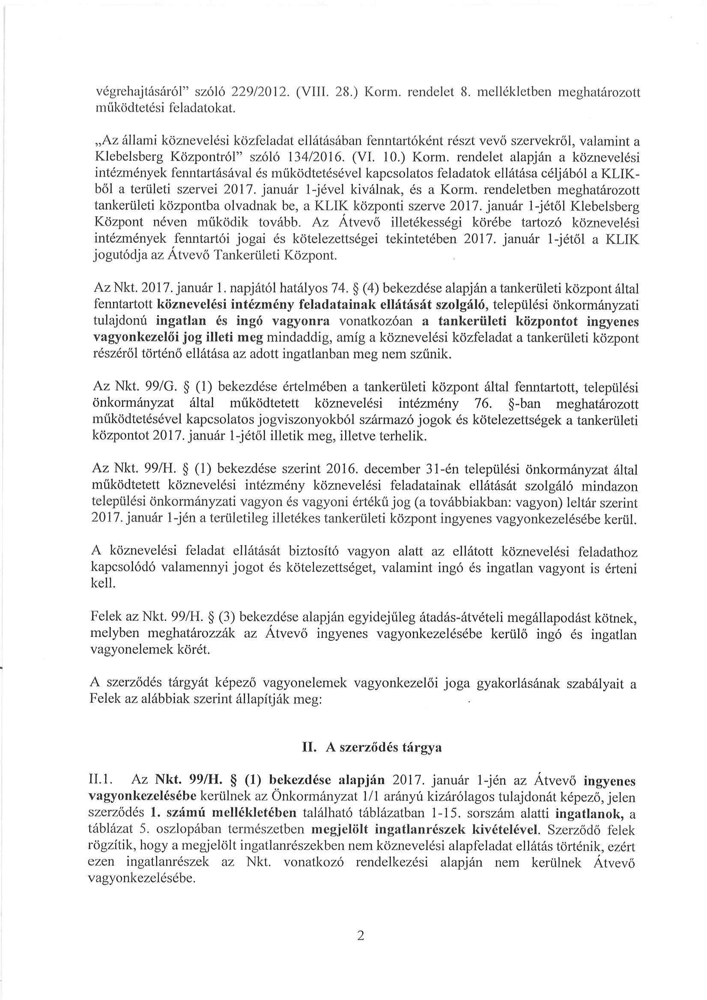 végrehajtásáról” szóló 229/2012. (VIII. 28.) Korm. rendelet 8. mellékletben meghatározott
működtetési feladatokat.
„Az állami köznevelési közfeladat ellátásában fenntartóként részt vevő szervekről, valamint a
Klebelsberg Központról” szóló 134/2016. (VI. 10.) Korm. rendelet alapján a köznevelési
intézmények fenntartásával és működtetésével kapcsolatos feladatok ellátása céljából a KLIK-
ből a területi szervei 2017. január 1-jével kiválnak, és a Korm. rendeletben meghatározott
tankerületi központba olvadnak be, a KLIK központi szerve 2017. január 1-jétől Klebelsberg
Központ néven működik tovább. Az Átvevő illetékességi körébe tartozó köznevelési
intézmények fenntartói jogai és kötelezettségei tekintetében 2017. január 1-jétől a KLIK
jogutódja az Átvevő Tankerületi Központ.
Az Nkt. 2017. január 1. napjától hatályos 74. § (4) bekezdése alapján a tankerületi központ által
fenntartott köznevelési intézmény feladatainak ellátását szolgáló, települési önkormányzati
tulajdonú ingatlan és ingó vagyonra vonatkozóan a tankerületi központot ingyenes
vagyonkezelői jog illeti meg mindaddig, amíg a köznevelési közfeladat a tankerületi központ
részéről történő ellátása az adott ingatlanban meg nem szűnik.
Az Nkt. 99/G. § (1) bekezdése értelmében a tankerületi központ által fenntartott, települési
önkormányzat által működtetett köznevelési intézmény 76. §-ban meghatározott
működtetésével kapcsolatos jogviszonyokból származó jogok és kötelezettségek a tankerületi
központot 2017. január 1-jétől illetik meg, illetve terhelik.
Az Nkt. 99/H. § (1) bekezdése szerint 2016. december 31-én települési önkormányzat által
működtetett köznevelési intézmény köznevelési feladatainak ellátását szolgáló mindazon
települési önkormányzati vagyon és vagyoni értékű jog (a továbbiakban: vagyon) leltár szerint
2017. január 1-jén a területileg illetékes tankerületi központ ingyenes vagyonkezelésébe kerül.
A köznevelési feladat ellátását biztosító vagyon alatt az ellátott köznevelési feladathoz
kapcsolódó valamennyi jogot és kötelezettséget, valamint ingó és ingatlan vagyont is érteni
kell.
Felek az Nkt. 99/H. § (3) bekezdése alapján egyidejűleg átadás-átvételi megállapodást kötnek,
melyben meghatározzák az Átvevő ingyenes vagyonkezelésébe kerülő ingó és ingatlan
vagyonelemek körét.
A szerződés tárgyát képező vagyonelemek vagyonkezelői joga gyakorlásának szabályait a
Felek az alábbiak szerint állapítják meg:
II. A szerződés tárgya
II.1. Az Nkt. 99/H. § (1) bekezdése alapján 2017. január 1-jén az Átvevő ingyenes
vagyonkezelésébe kerülnek az Önkormányzat 1/1 arányú kizárólagos tulajdonát képező, jelen
szerződés 1. számú mellékletében található táblázatban 1-15. sorszám alatti ingatlanok, a
táblázat 5. oszlopában természetben megjelölt ingatlanrészek kivételével. Szerződő felek
rögzítik, hogy a megjelölt ingatlanrészekben nem köznevelési alapfeladat ellátás történik, ezért
ezen ingatlanrészek az Nkt. vonatkozó rendelkezési alapján nem kerülnek Átvevő
vagyonkezelésébe.
2